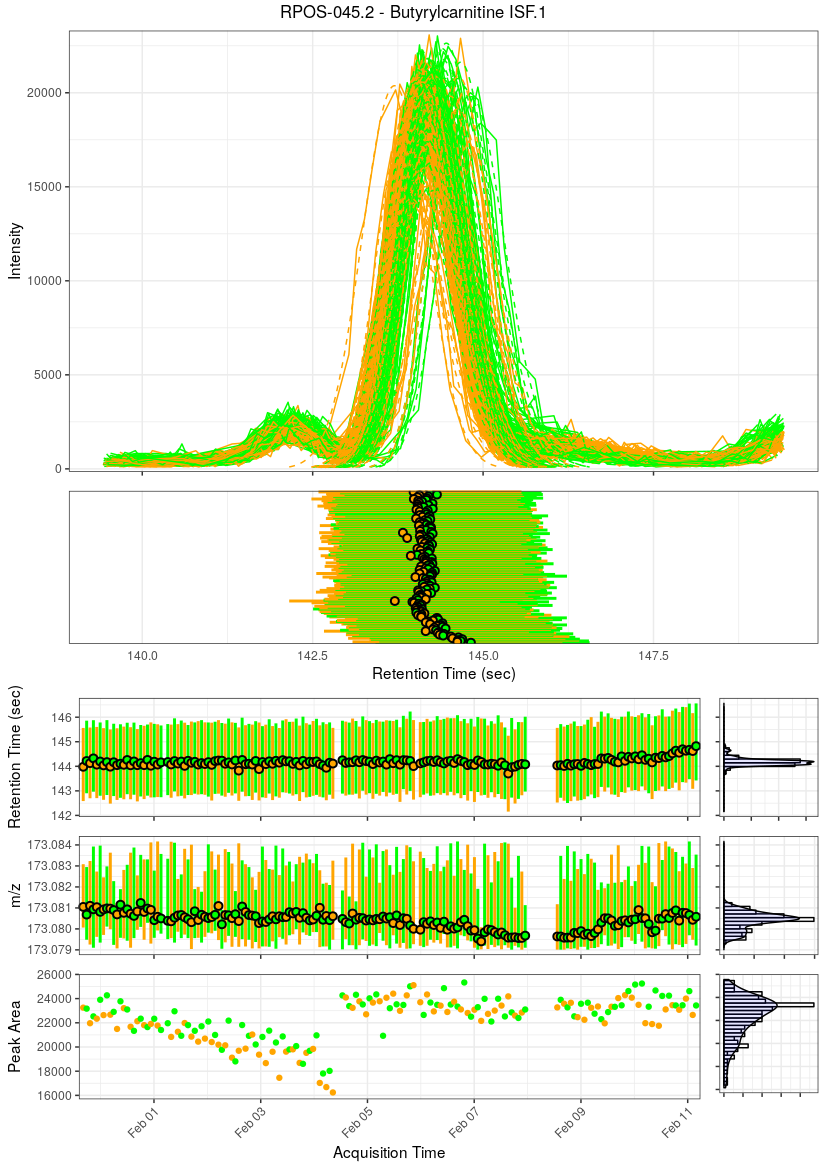 RPOS-045.2 - Butyrylcarnitine ISF.1
Intensity
20000
15000
10000
5000
0
140.0 142.5 145.0 147.5
Retention Time (sec)
Retention Time (sec)
146
145
144
143
142
m/z
173.084
173.083
173.082
173.081
173.080
173.079
Peak Area
26000
24000
22000
20000
18000
16000
Feb 01 Feb 03 Feb 05 Feb 07 Feb 09 Feb 11
Acquisition Time